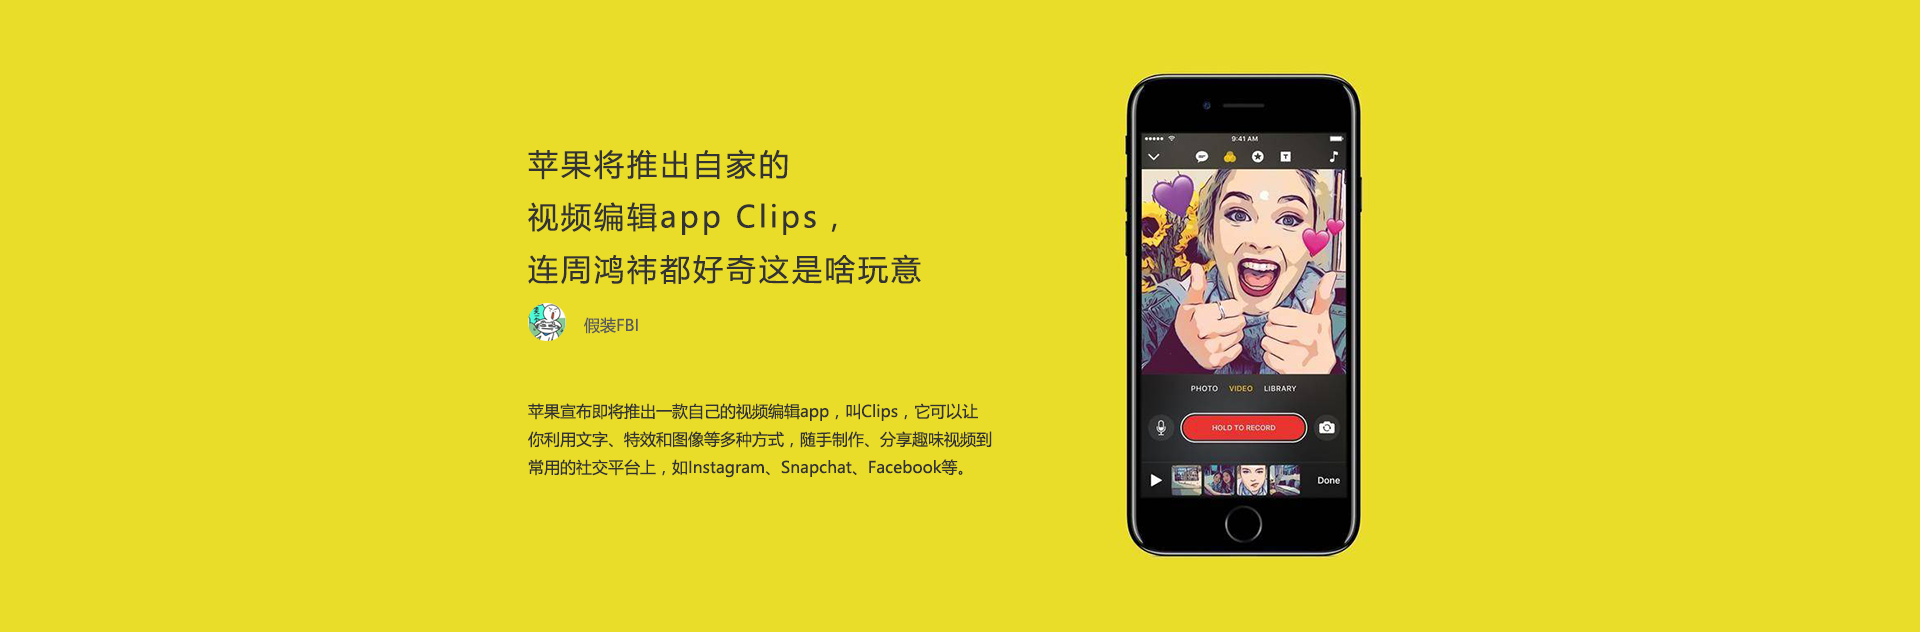 苹果将推出自家的
视频编辑app Clips，
连周鸿祎都好奇这是啥玩意
假装FBI
苹果宣布即将推出一款自己的视频编辑app，叫Clips，它可以让
你利用文字、特效和图像等多种方式，随手制作、分享趣味视频到
常用的社交平台上，如Instagram、Snapchat、Facebook等。
9:41 AM
T
PHOTO VIDEO LIBRARY
HOLD TO RECORD
Done